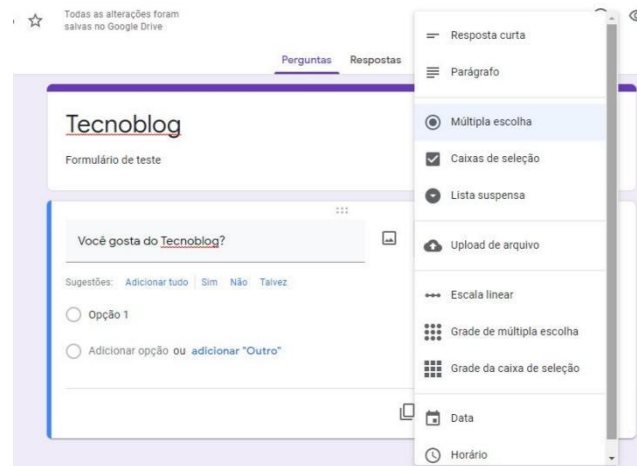 Todas as alterações foram
salvas no Google Drive
Perguntas Respostas
Tecnoblog
Formulário de teste
Você gosta do Tecnoblog?
Sugestões: Adicionar tudo Sim Não Talvez
Opção 1
Adicionar opção ou adicionar "Outro"
Resposta curta
Parágrafo
Múltipla escolha
Caixas de seleção
Lista suspensa
Upload de arquivo
Escala linear
Grade de múltipla escolha
Grade da caixa de seleção
Data
Horário